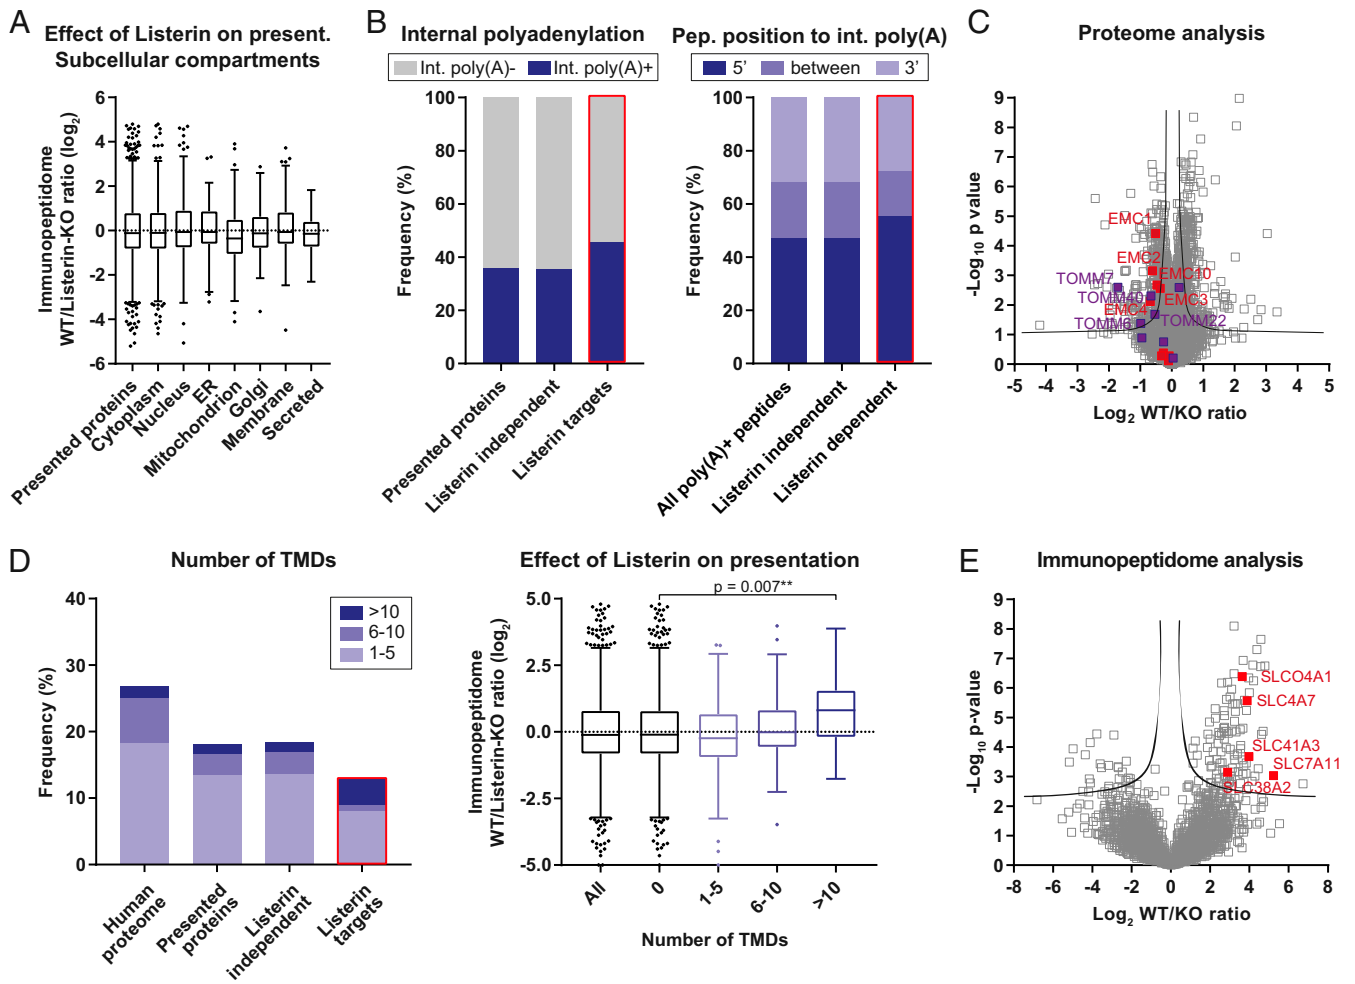 A
Effect of Listerin on present.
Subcellular compartments
Immunopeptidome
WT/Listerin-KO ratio (log2)
6
4
2
0
-2
-4
-6
Presented proteins
Cytoplasm
Nucleus
ER
Mitochondrion
Golgi
Membrane
Secreted
B
Internal polyadenylation
Int. poly(A)-
Int. poly(A)+
Frequency (%)
100
80
60
40
20
0
Presented proteins
Listerin independent
Listerin targets
Pep. position to int. poly(A)
5'
between
3'
Frequency (%)
100
80
60
40
20
0
All poly(A)+ peptides
Listerin independent
Listerin dependent
C
Proteome analysis
-Log10 p value
9
8
7
6
5
4
3
2
1
0
EMC1
EMC2
EMC10
TOMM7
TOMM40
EMC3
EMC4
TOMM6
TOMM22
-5 -4 -3 -2 -1 0 1 2 3 4 5
Log2 WT/KO ratio
D
Number of TMDs
>10
6-10
1-5
Frequency (%)
40
30
20
10
0
Human proteome
Presented proteins
Listerin independent
Listerin targets
Effect of Listerin on presentation
p = 0.007**
Immunopeptidome
WT/Listerin-KO ratio (log2)
5.0
2.5
0.0
-2.5
-5.0
All
0
1-5
6-10
>10
Number of TMDs
E
Immunopeptidome analysis
-Log10 p-value
9
8
7
6
5
4
3
2
1
0
SLCO4A1
SLC4A7
SLC41A3
SLC7A11
SLC38A2
-8 -6 -4 -2 0 2 4 6 8
Log2 WT/KO ratio